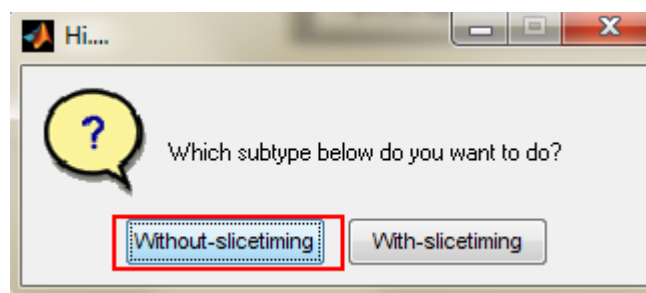 Hi....
?
Which subtype below do you want to do?
Without-slicetiming With-slicetiming